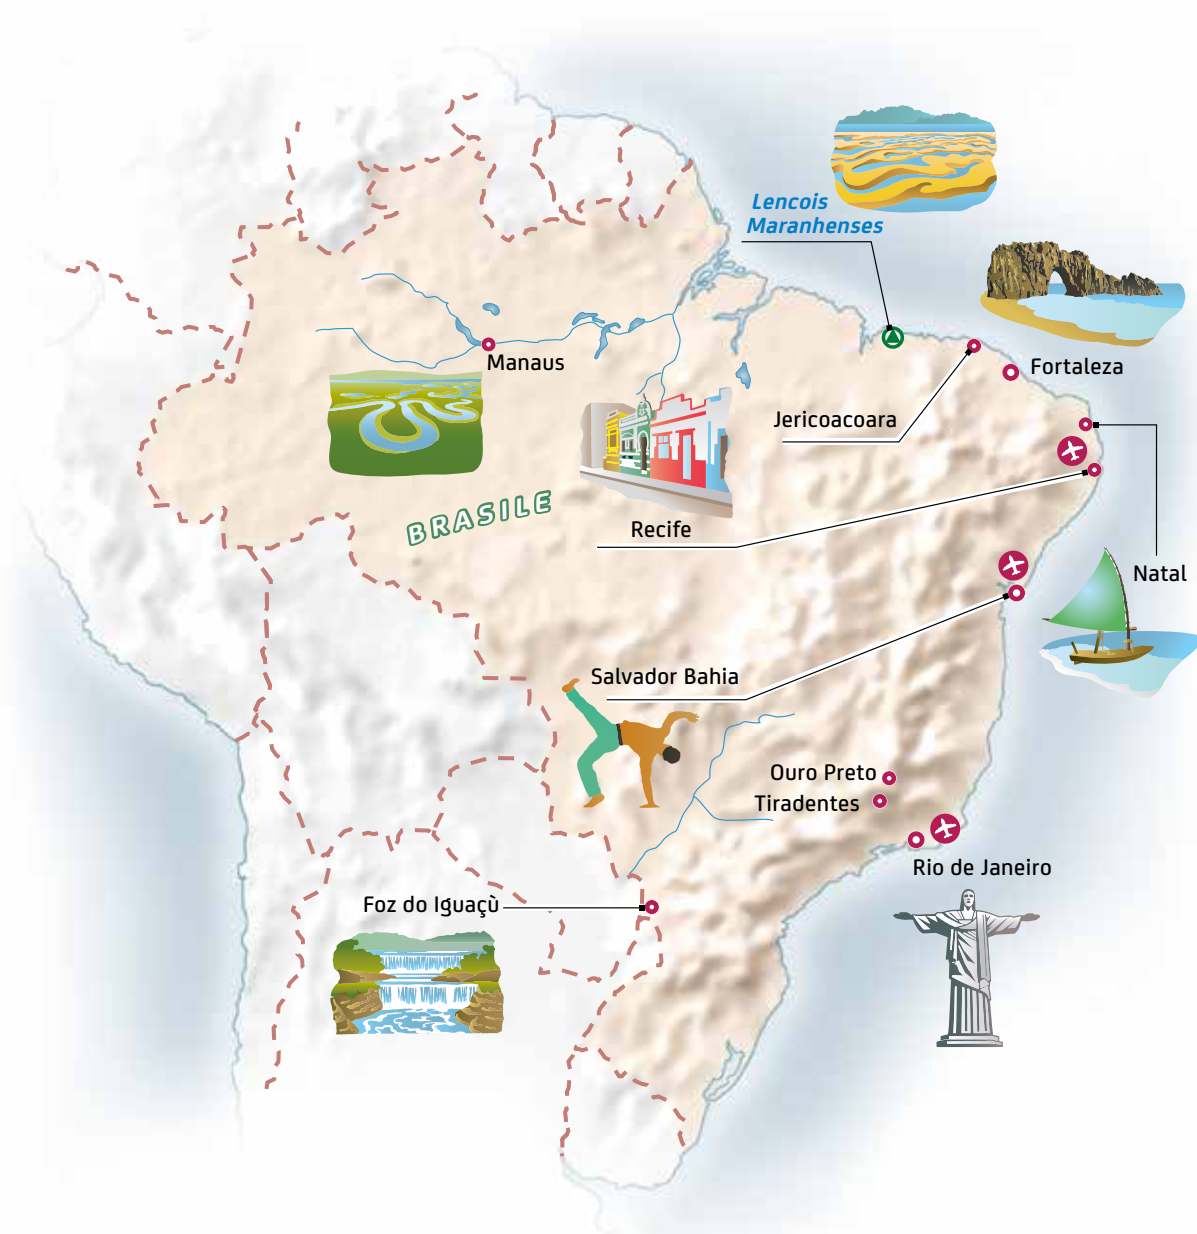 Lencois
Maranhenses
Manaus
Fortaleza
Jericoacoara
BRASILE
Recife
Natal
Salvador Bahia
Ouro Preto
Tiradentes
Rio de Janeiro
Foz do Iguaçù